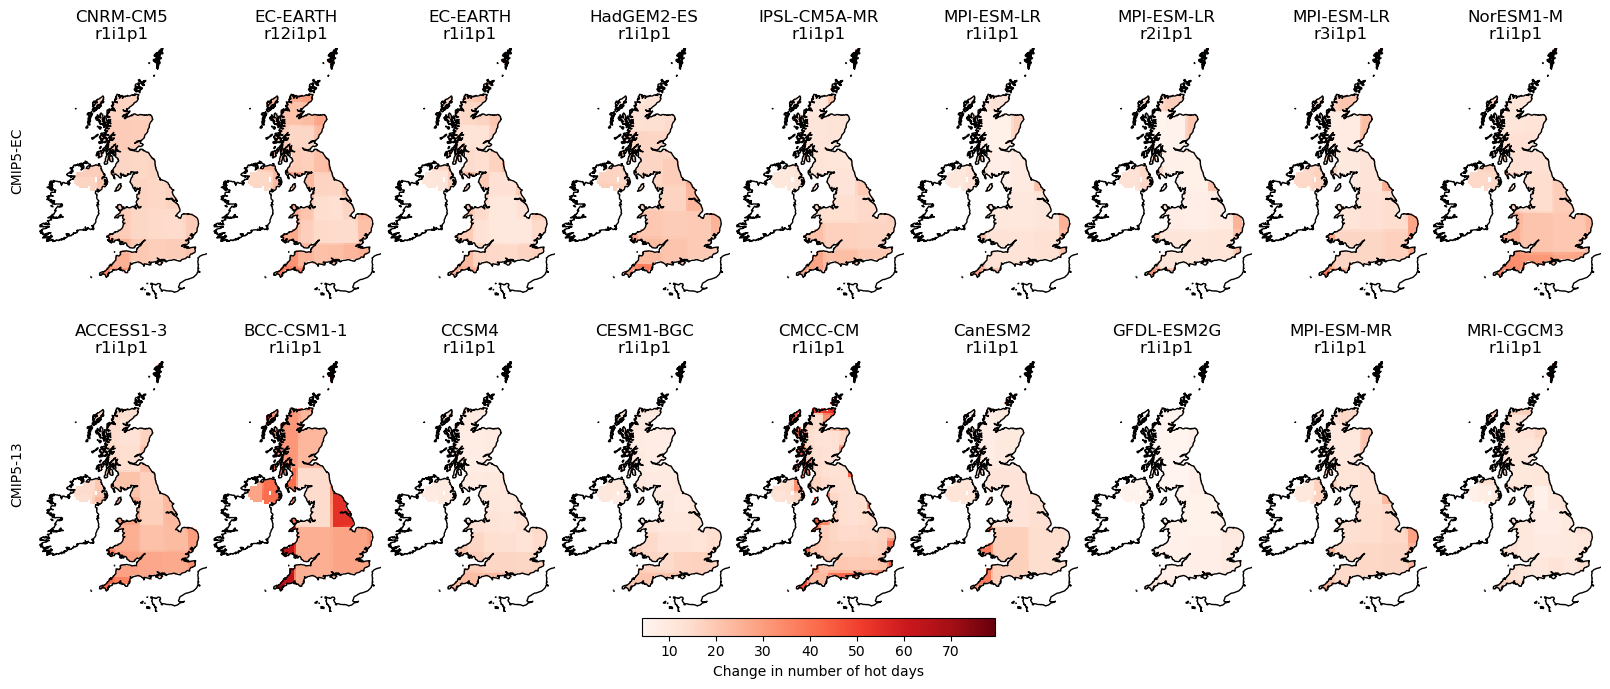 CNRM-CM5 EC-EARTH EC-EARTH HadGEM2-ES IPSL-CM5A-MR MPI-ESM-LR MPI-ESM-LR MPI-ESM-LR NorESM1-M
r1i1p1 r12i1p1 r1i1p1 r1i1p1 r1i1p1 r1i1p1 r2i1p1 r3i1p1 r1i1p1
CMIP5-EC
ACCESS1-3 BCC-CSM1-1 CCSM4 CESM1-BGC CMCC-CM CanESM2 GFDL-ESM2G MPI-ESM-MR MRI-CGCM3
r1i1p1 r1i1p1 r1i1p1 r1i1p1 r1i1p1 r1i1p1 r1i1p1 r1i1p1 r1i1p1
CMIP5-13
10 20 30 40 50 60 70
Change in number of hot days